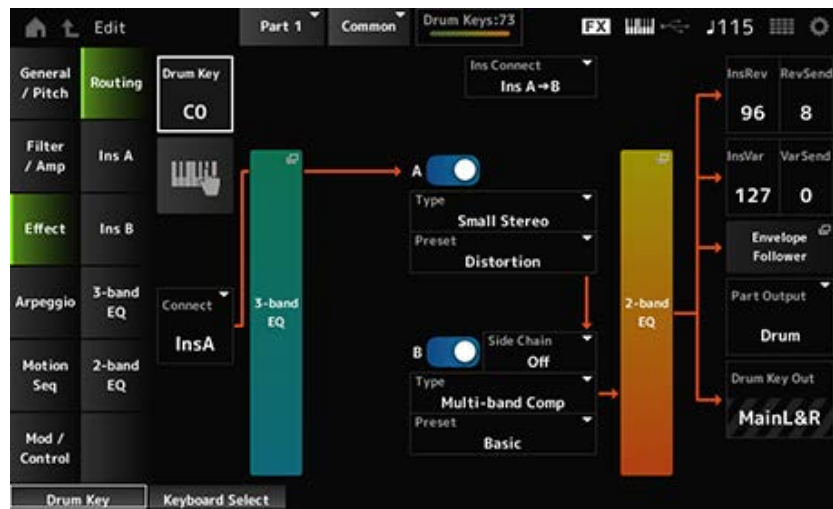 Edit
Part 1
Common
Drum Keys:73
FX
♩115
General / Pitch
Filter / Amp
Effect
Arpeggio
Motion Seq
Mod / Control
Routing
Ins A
Ins B
3-band EQ
2-band EQ
Drum Key
C0
Connect
InsA
3-band EQ
Ins Connect
Ins A→B
A
Type
Small Stereo
Preset
Distortion
B
Side Chain
Off
Type
Multi-band Comp
Preset
Basic
2-band EQ
InsRev RevSend
96 8
InsVar VarSend
127 0
Envelope Follower
Part Output
Drum
Drum Key Out
MainL&R
Drum Key
Keyboard Select